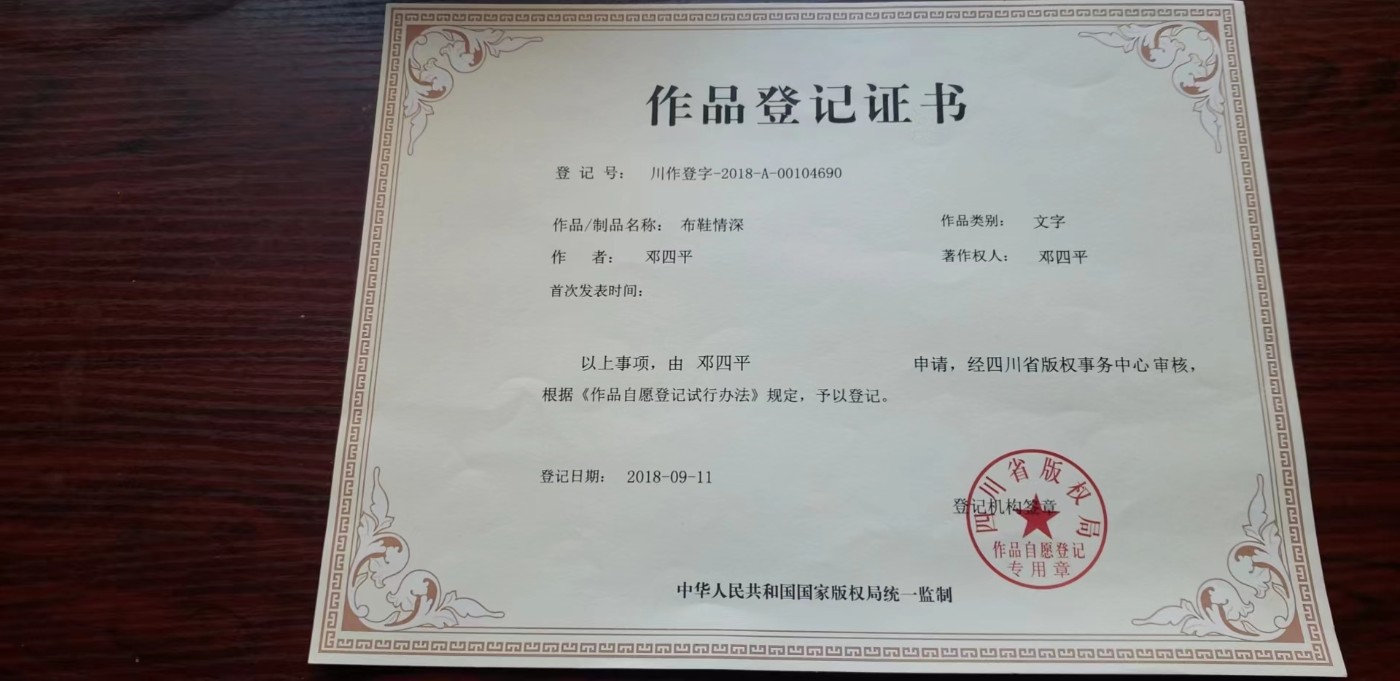 作品登记证书
登 记 号： 川作登字-2018-A-00104690
作品/制品名称： 布鞋情深 作品类别： 文字
作 者： 邓四平 著作权人： 邓四平
首次发表时间：
以上事项，由 邓四平 申请，经四川省版权事务中心审核，
根据《作品自愿登记试行办法》规定，予以登记。
登记日期： 2018-09-11
登记机构签章
四川省版权局
作品自愿登记
专用章
中华人民共和国国家版权局统一监制